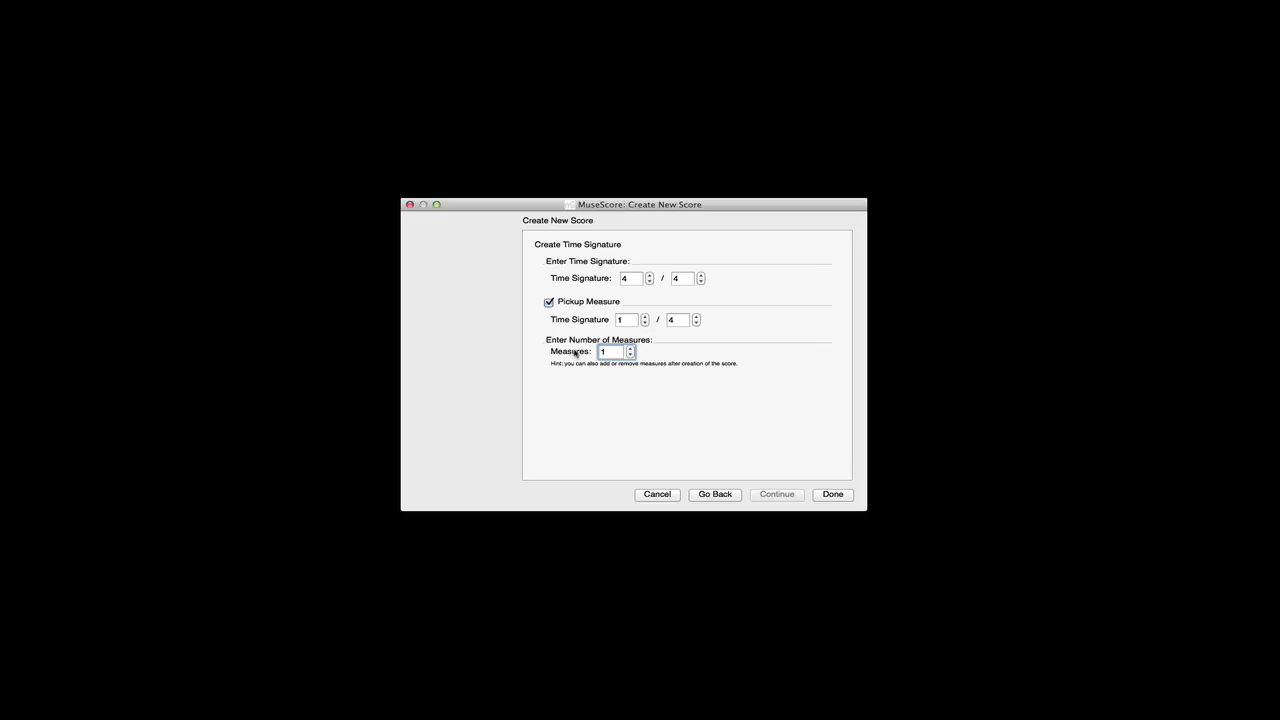 MuseScore: Create New Score
Create New Score
Create Time Signature
Enter Time Signature:
Time Signature: 4 / 4
Pickup Measure
Time Signature 1 / 4
Enter Number of Measures:
Measures: 1
Hint: you can also add or remove measures after creation of the score.
Cancel Go Back Continue Done